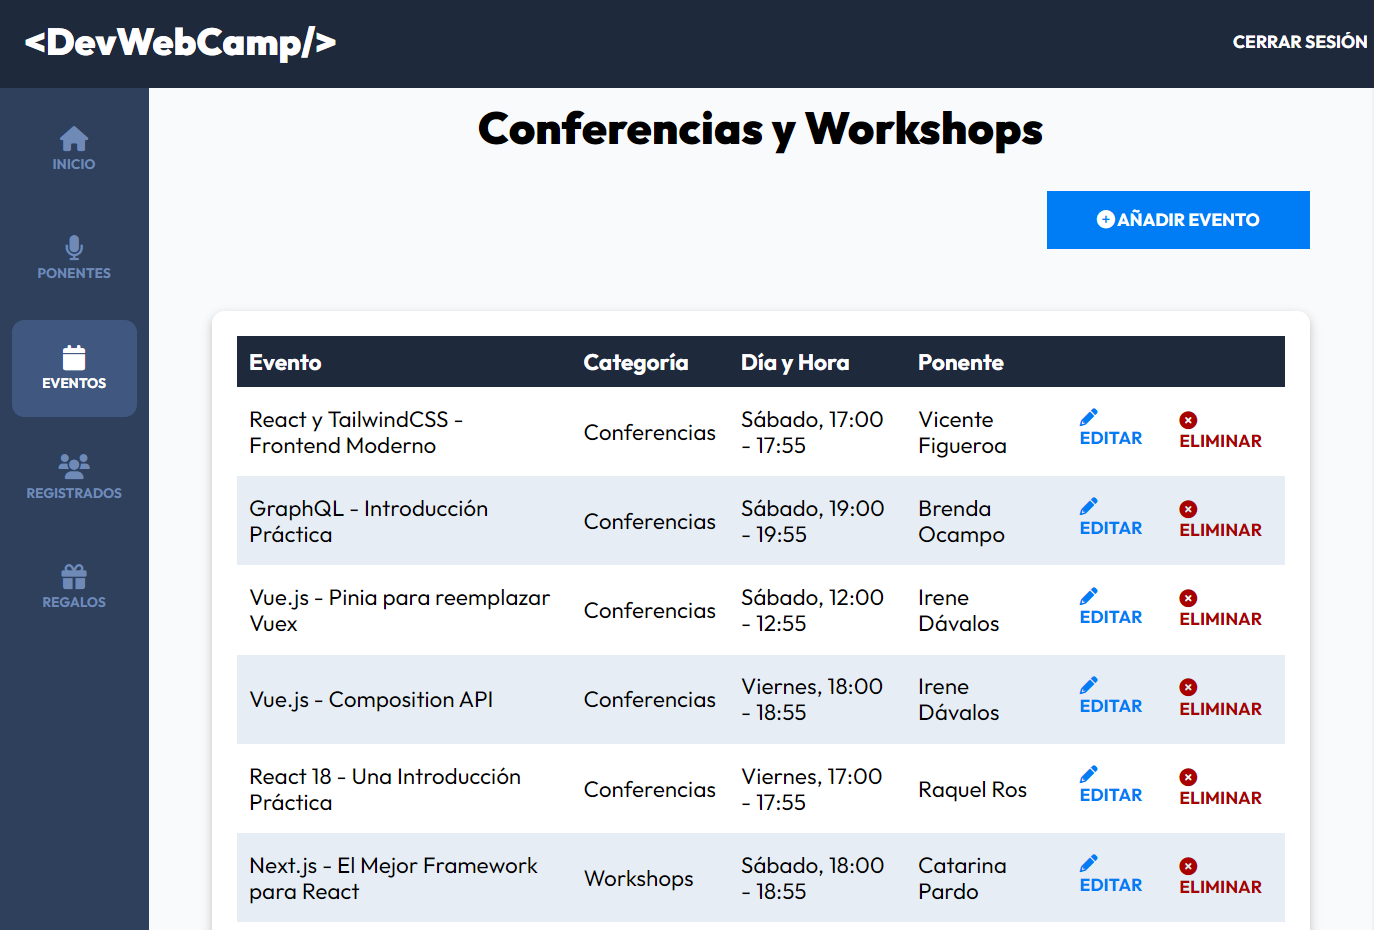 <DevWebCamp/>
CERRAR SESIÓN
INICIO
PONENTES
EVENTOS
REGISTRADOS
REGALOS
Conferencias y Workshops
AÑADIR EVENTO
Evento Categoría Día y Hora Ponente
React y TailwindCSS -
Frontend Moderno
Conferencias
Sábado, 17:00
- 17:55
Vicente
Figueroa
EDITAR
ELIMINAR
GraphQL - Introducción
Práctica
Conferencias
Sábado, 19:00
- 19:55
Brenda
Ocampo
EDITAR
ELIMINAR
Vue.js - Pinia para reemplazar
Vuex
Conferencias
Sábado, 12:00
- 12:55
Irene
Dávalos
EDITAR
ELIMINAR
Vue.js - Composition API
Conferencias
Viernes, 18:00
- 18:55
Irene
Dávalos
EDITAR
ELIMINAR
React 18 - Una Introducción
Práctica
Conferencias
Viernes, 17:00
- 17:55
Raquel Ros
EDITAR
ELIMINAR
Next.js - El Mejor Framework
para React
Workshops
Sábado, 18:00
- 18:55
Catarina
Pardo
EDITAR
ELIMINAR